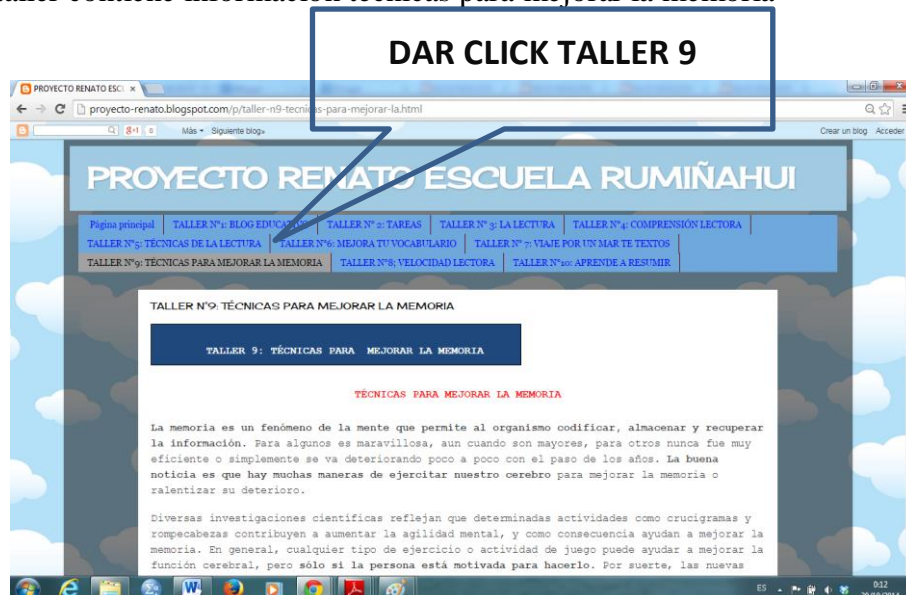 taller contiene información técnicas para mejorar la memoria
DAR CLICK TALLER 9
PROYECTO RENATO ESC
proyecto-renato.blogspot.com/p/taller-n9-tecnicas-para-mejorar-la.html
g+1 0 Más Siguiente blog» Crear un blog Acceder
PROYECTO RENATO ESCUELA RUMIÑAHUI
Página principal TALLER N°1: BLOG EDUCATIVO TALLER N° 2: TAREAS TALLER N° 3: LA LECTURA TALLER N°4: COMPRENSIÓN LECTORA
TALLER N°5: TÉCNICAS DE LA LECTURA TALLER N°6: MEJORA TU VOCABULARIO TALLER N° 7: VIAJE POR UN MAR TE TEXTOS
TALLER N°9: TÉCNICAS PARA MEJORAR LA MEMORIA TALLER N°8; VELOCIDAD LECTORA TALLER N°10: APRENDE A RESUMIR
TALLER N°9: TÉCNICAS PARA MEJORAR LA MEMORIA
TALLER 9: TÉCNICAS PARA MEJORAR LA MEMORIA
TÉCNICAS PARA MEJORAR LA MEMORIA
La memoria es un fenómeno de la mente que permite al organismo codificar, almacenar y recuperar
la información. Para algunos es maravillosa, aun cuando son mayores, para otros nunca fue muy
eficiente o simplemente se va deteriorando poco a poco con el paso de los años. La buena
noticia es que hay muchas maneras de ejercitar nuestro cerebro para mejorar la memoria o
ralentizar su deterioro.
Diversas investigaciones científicas reflejan que determinadas actividades como crucigramas y
rompecabezas contribuyen a aumentar la agilidad mental, y como consecuencia ayudan a mejorar la
memoria. En general, cualquier tipo de ejercicio o actividad de juego puede ayudar a mejorar la
función cerebral, pero sólo si la persona está motivada para hacerlo. Por suerte, las nuevas
ES 0:12